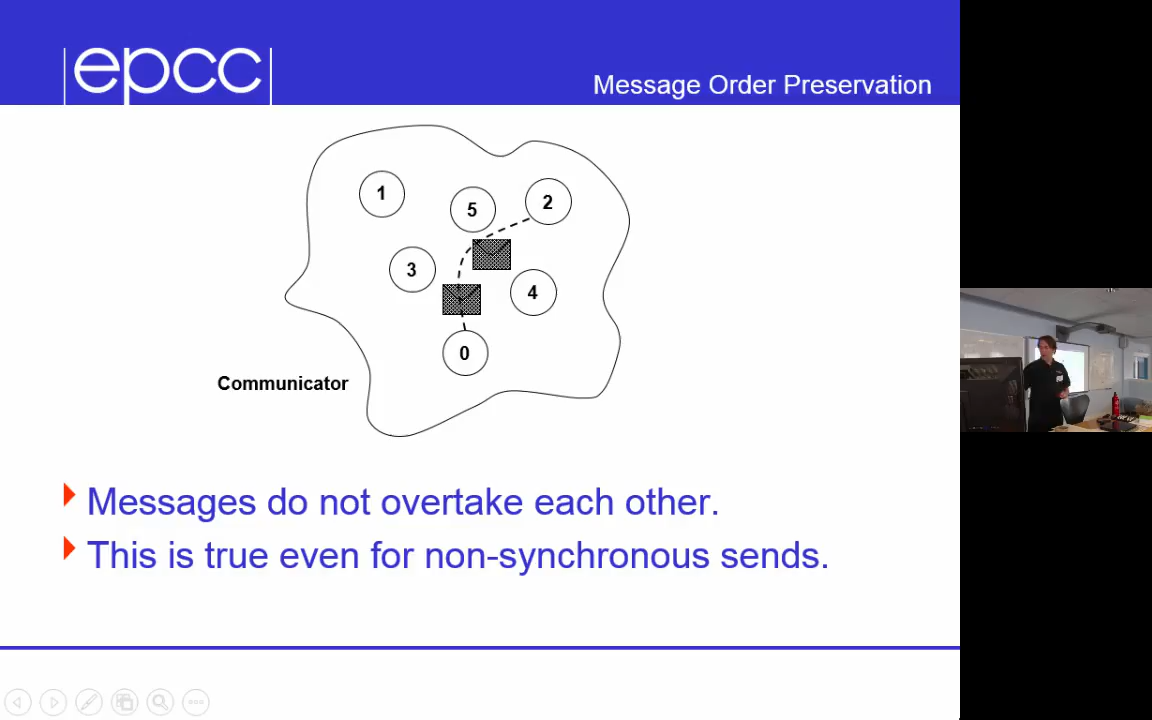 epcc
Message Order Preservation
1
5
2
3
4
0
Communicator
Messages do not overtake each other.
This is true even for non-synchronous sends.